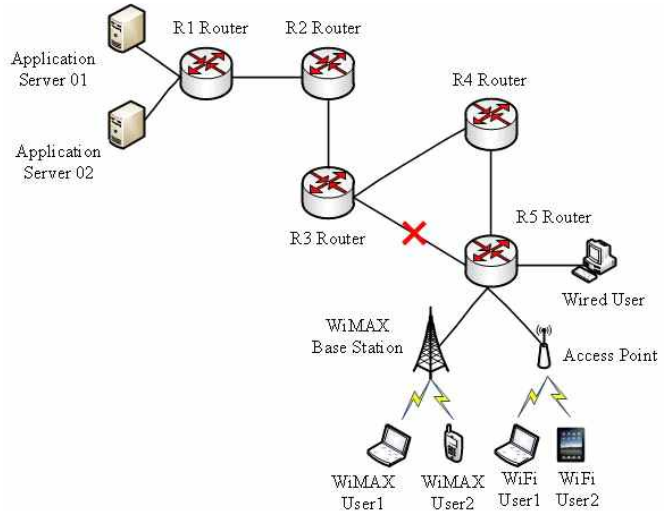 R1 Router
R2 Router
Application
Server 01
R4 Router
Application
Server 02
R5 Router
R3 Router
Wired User
WiMAX
Base Station
Access Point
WiMAX
User1
WiMAX
User2
WiFi
User1
WiFi
User2